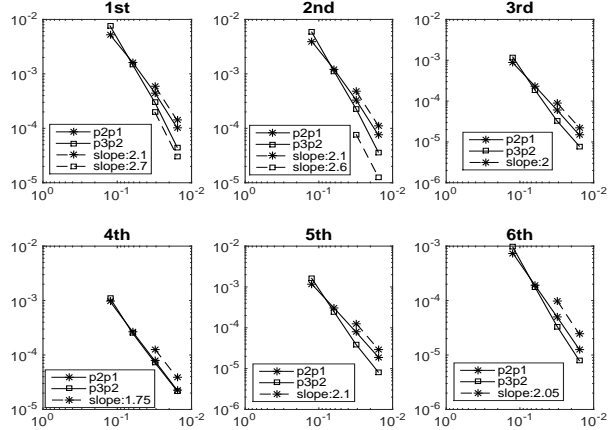 1st
10^-2
10^-3
10^-4
10^-5
p2p1
p3p2
slope:2.1
slope:2.7
10^0
10^-1
10^-2
2nd
10^-2
10^-3
10^-4
10^-5
p2p1
p3p2
slope:2.1
slope:2.6
10^0
10^-1
10^-2
3rd
10^-2
10^-3
10^-4
10^-5
10^-6
p2p1
p3p2
slope:2
10^0
10^-1
10^-2
4th
10^-2
10^-3
10^-4
10^-5
p2p1
p3p2
slope:1.75
10^0
10^-1
10^-2
5th
10^-2
10^-3
10^-4
10^-5
10^-6
p2p1
p3p2
slope:2.1
10^0
10^-1
10^-2
6th
10^-3
10^-4
10^-5
10^-6
p2p1
p3p2
slope:2.05
10^0
10^-1
10^-2